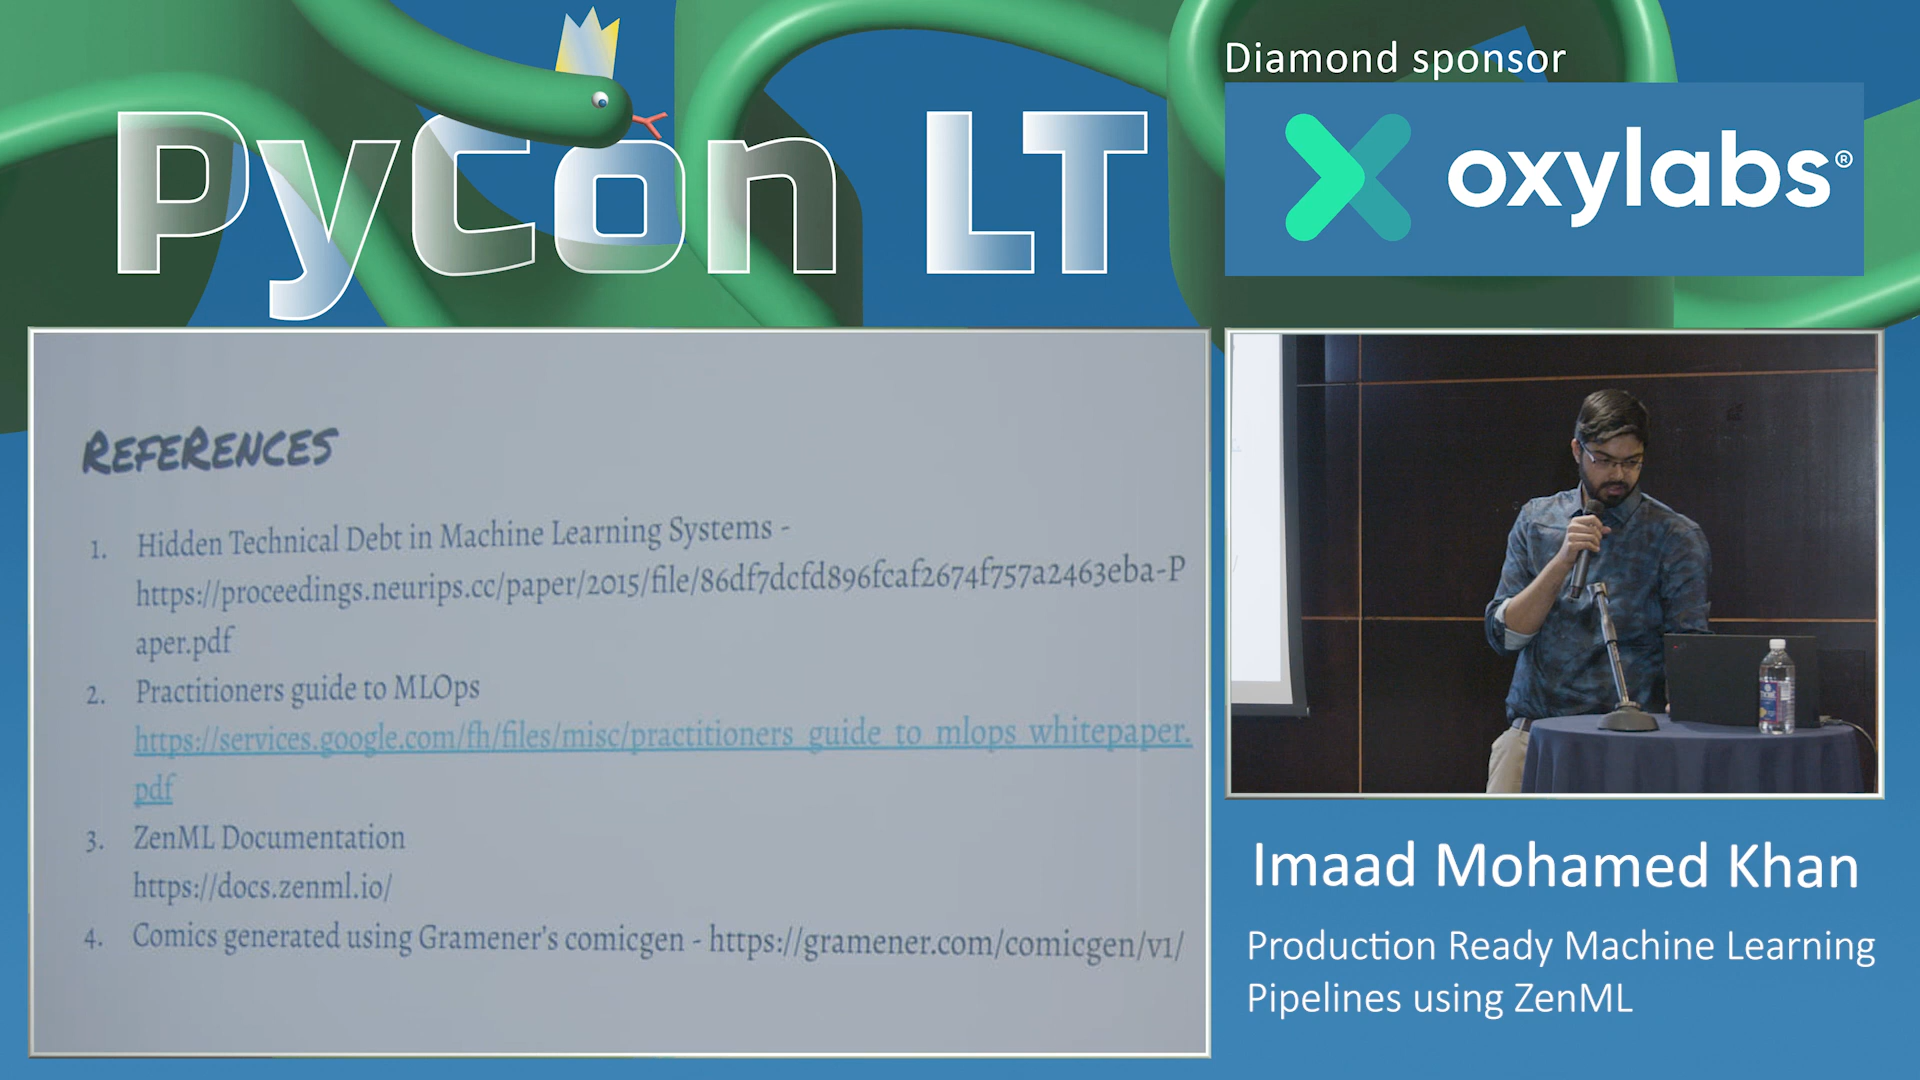 PyCon LT
Diamond sponsor
oxylabs®
REFERENCES
1. Hidden Technical Debt in Machine Learning Systems -
https://proceedings.neurips.cc/paper/2015/file/86df7dcfd896fcaf2674f757a2463eba-P
aper.pdf
2. Practitioners guide to MLOps
https://services.google.com/fh/files/misc/practitioners_guide_to_mlops_whitepaper.
pdf
3. ZenML Documentation
https://docs.zenml.io/
4. Comics generated using Gramener's comicgen - https://gramener.com/comicgen/v1/
Imaad Mohamed Khan
Production Ready Machine Learning
Pipelines using ZenML